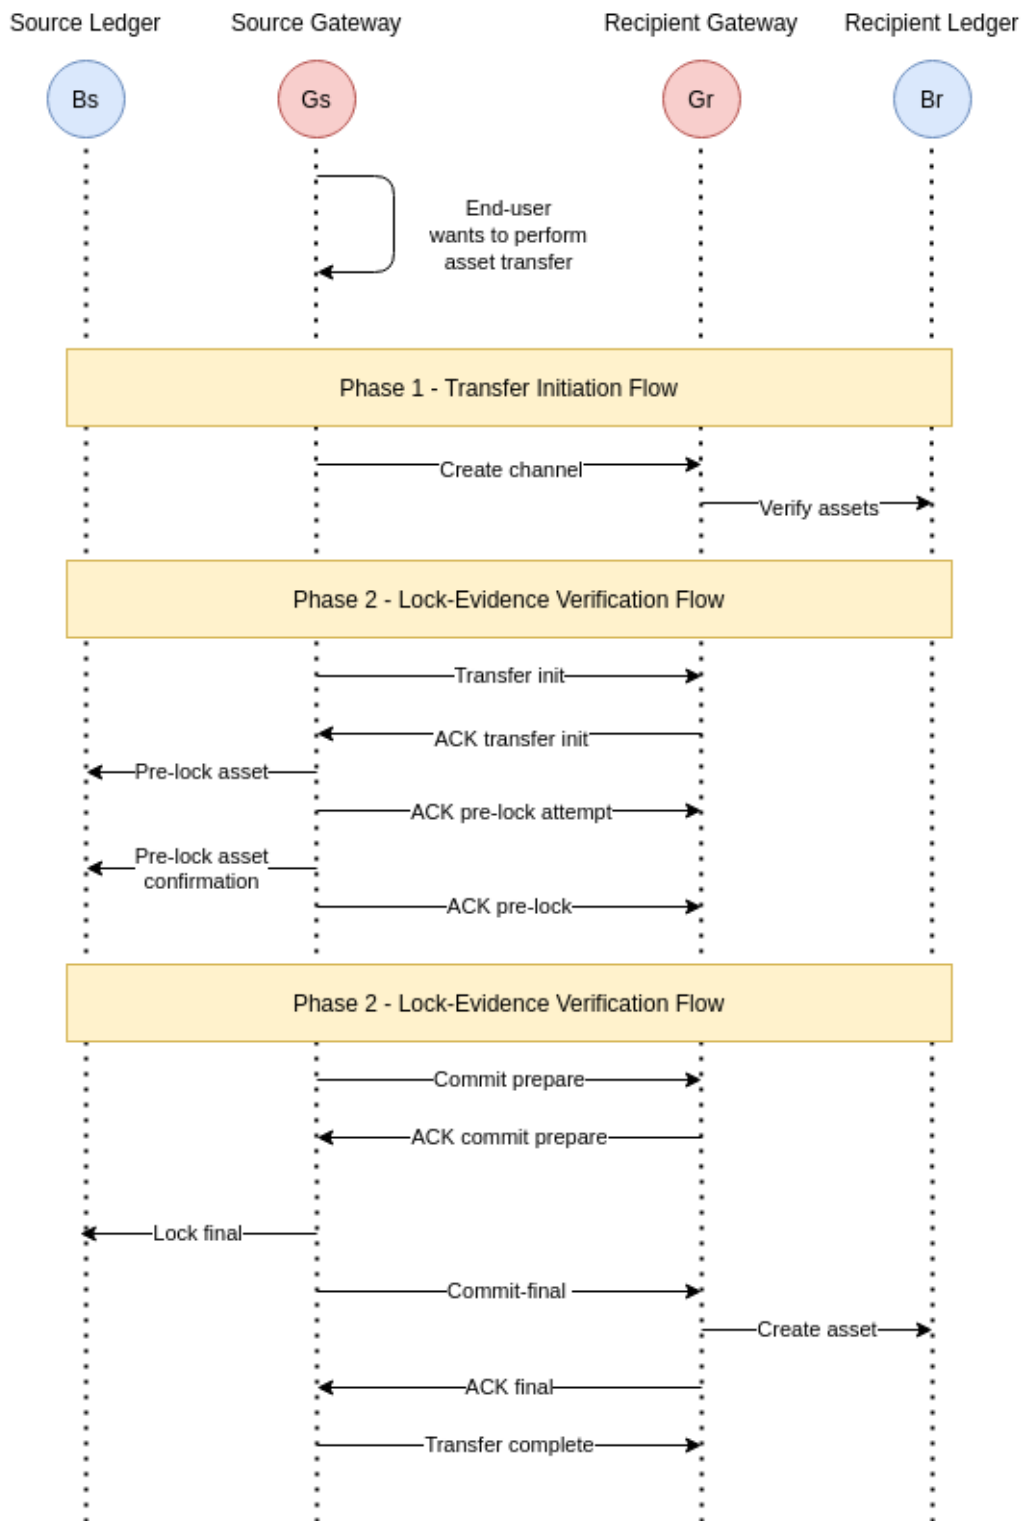 Source Ledger
Source Gateway
Recipient Gateway
Recipient Ledger
Bs
Gs
Gr
Br
End-user
wants to perform
asset transfer
Phase 1 - Transfer Initiation Flow
Create channel
Verify assets
Phase 2 - Lock-Evidence Verification Flow
Transfer init
ACK transfer init
Pre-lock asset
ACK pre-lock attempt
Pre-lock asset
confirmation
ACK pre-lock
Phase 2 - Lock-Evidence Verification Flow
Commit prepare
ACK commit prepare
Lock final
Commit-final
Create asset
ACK final
Transfer complete